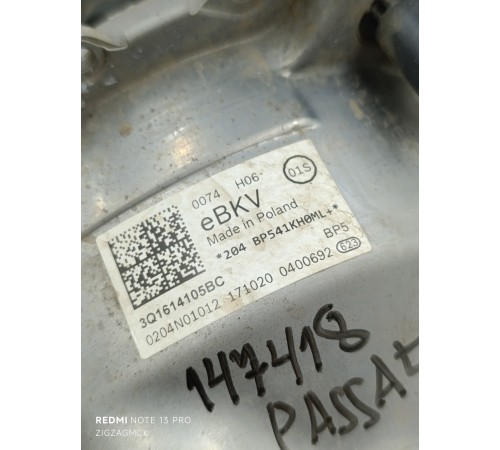 0074 H06-
01S
eBKV
Made in Poland
*204 BP541KH0ML+*
3Q1614105BC
BP5
0204N01012 171020 0400692 623
147418
PASSAT
REDMI NOTE 13 PRO
ZIGZAGMCK